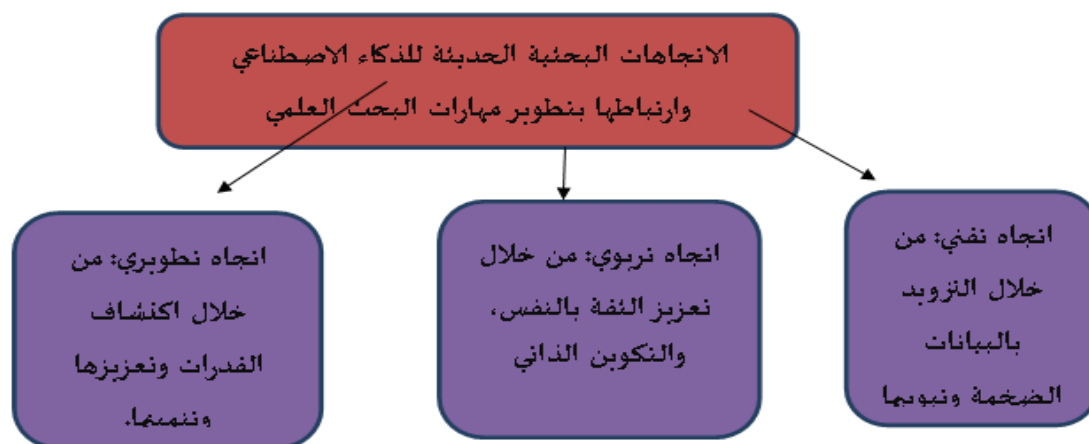 الاتجاهات البحثية الحديثة للذكاء الاصطناعي
وارتباطها بتطوير مهارات البحث العلمي
اتجاه تقني: من
خلال التزويد
بالبيانات
الضخمة وتبويبها
اتجاه تربوي: من خلال
تعزيز الثقة بالنفس،
والتكوين الذاتي
اتجاه تطويري: من
خلال اكتشاف
القدرات وتعزيزها
وتنميتها.